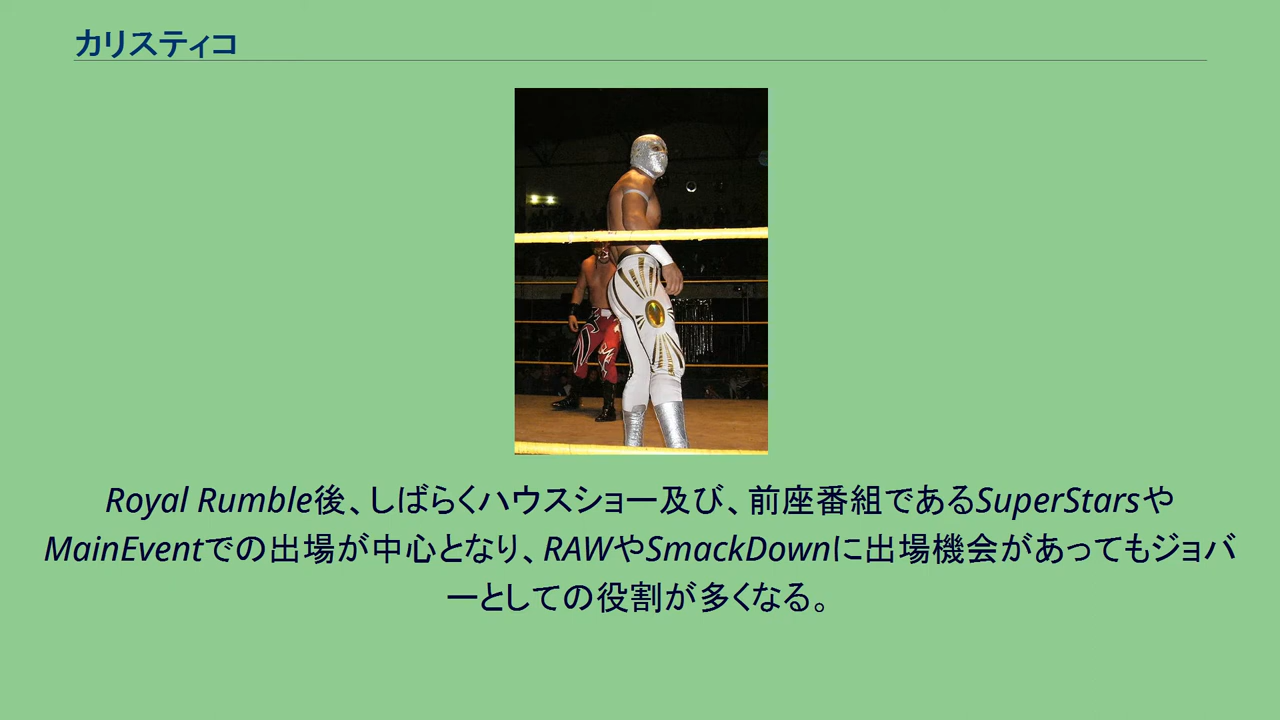 カリスティコ
Royal Rumble後、しばらくハウスショー及び、前座番組であるSuperStarsや
MainEventでの出場が中心となり、RAWやSmackDownに出場機会があってもジョバ
ーとしての役割が多くなる。